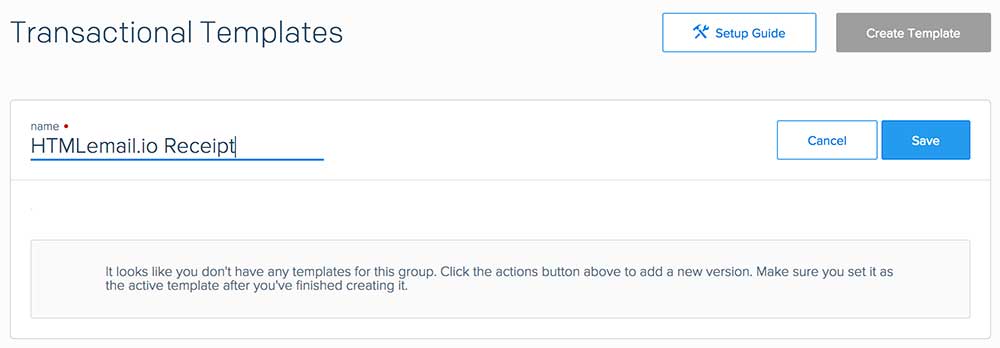 Transactional Templates
Setup Guide
Create Template
name
HTMLemail.io Receipt
Cancel
Save
It looks like you don't have any templates for this group. Click the actions button above to add a new version. Make sure you set it as
the active template after you've finished creating it.